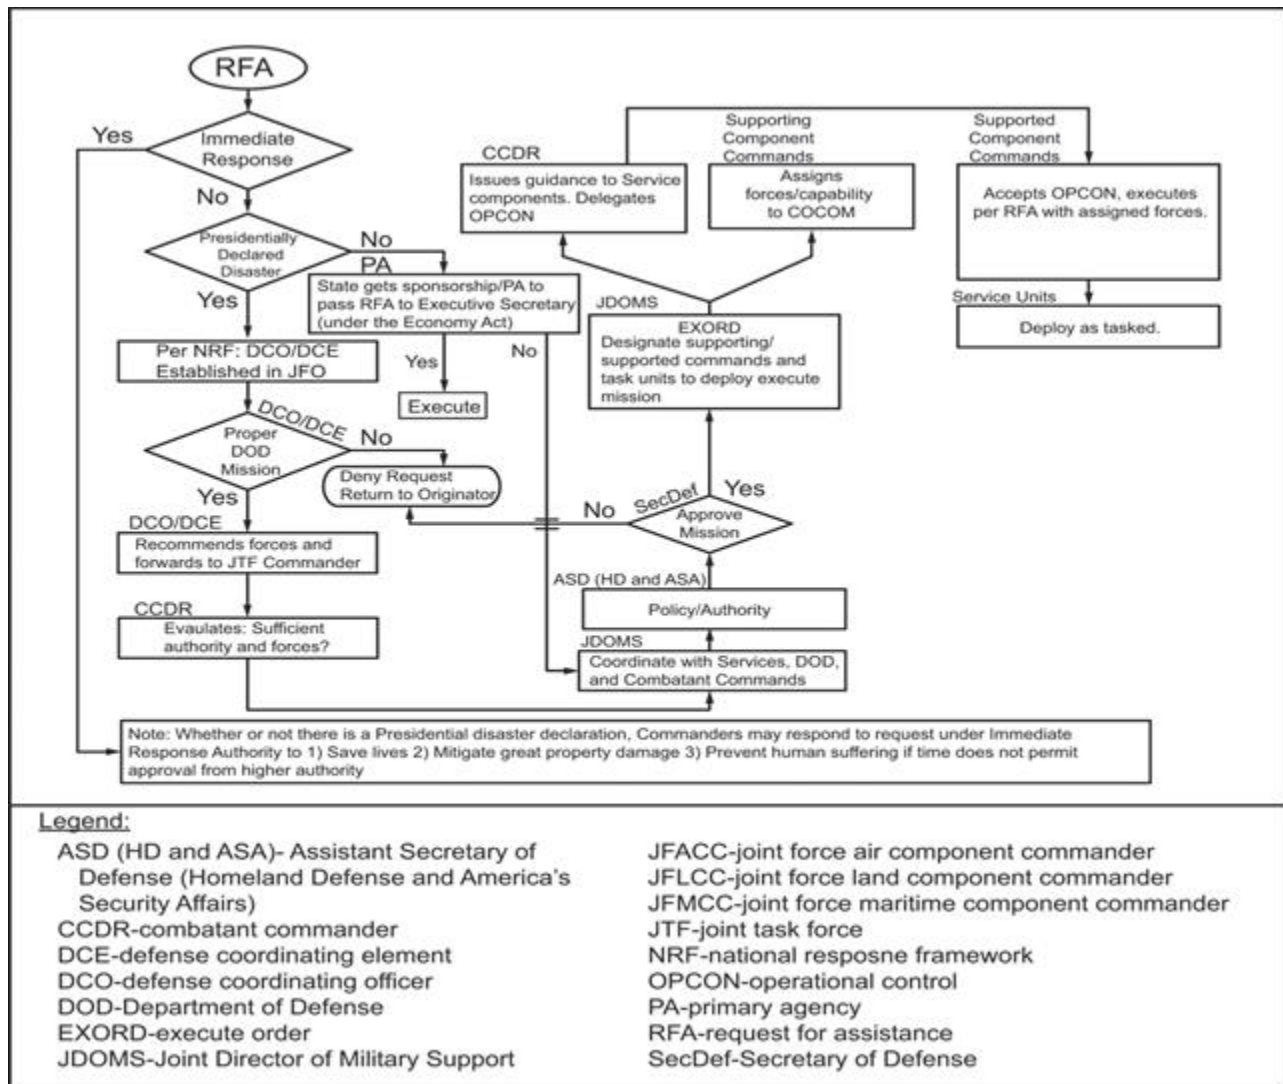 RFA
Yes
Immediate
Response
No
Presidentially
Declared
Disaster
No
PA
State gets sponsorship/PA to
pass RFA to Executive Secretary
(under the Economy Act)
Yes
Per NRF: DCO/DCE
Established in JFO
Yes
Execute
No
DCO/DCE
Proper
DOD
Mission
No
Deny Request
Return to Originator
Yes
DCO/DCE
Recommends forces and
forwards to JTF Commander
CCDR
Evaulates: Sufficient
authority and forces?
CCDR
Issues guidance to Service
components. Delegates
OPCON
Supporting
Component
Commands
Assigns
forces/capability
to COCOM
Supported
Component
Commands
Accepts OPCON, executes
per RFA with assigned forces.
Service Units
Deploy as tasked.
JDOMS
EXORD
Designate supporting/
supported commands and
task units to deploy execute
mission
No
SecDef
Yes
Approve
Mission
ASD (HD and ASA)
Policy/Authority
JDOMS
Coordinate with Services, DOD,
and Combatant Commands
Note: Whether or not there is a Presidential disaster declaration, Commanders may respond to request under Immediate
Response Authority to 1) Save lives 2) Mitigate great property damage 3) Prevent human suffering if time does not permit
approval from higher authority
Legend:
ASD (HD and ASA)- Assistant Secretary of
Defense (Homeland Defense and America's
Security Affairs)
CCDR-combatant commander
DCE-defense coordinating element
DCO-defense coordinating officer
DOD-Department of Defense
EXORD-execute order
JDOMS-Joint Director of Military Support
JFACC-joint force air component commander
JFLCC-joint force land component commander
JFMCC-joint force maritime component commander
JTF-joint task force
NRF-national resposne framework
OPCON-operational control
PA-primary agency
RFA-request for assistance
SecDef-Secretary of Defense